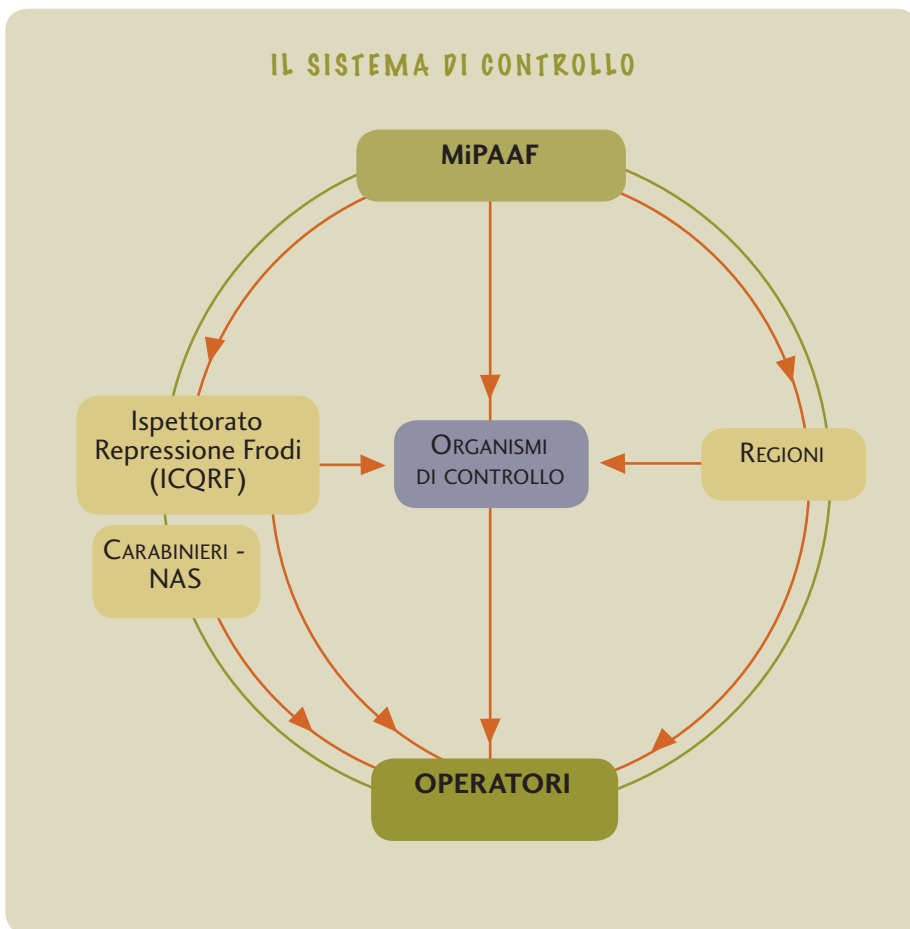 IL SISTEMA DI CONTROLLO
MiPAAF
Ispettorato
Repressione Frodi
(ICQRF)
ORGANISMI
DI CONTROLLO
REGIONI
CARABINIERI -
NAS
OPERATORI